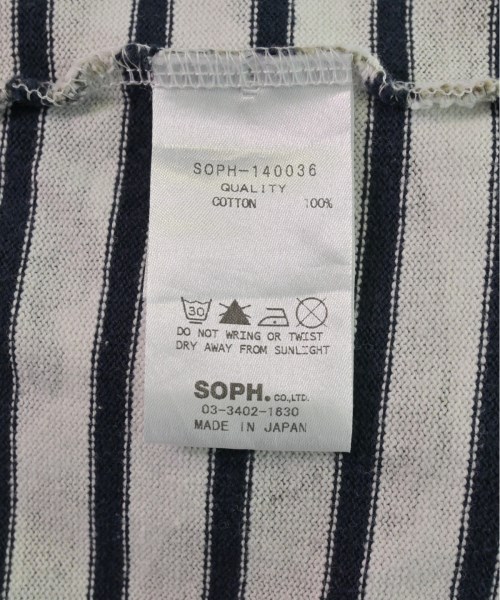 SOPH-140036
QUALITY
COTTON 100%
30
DO NOT WRING OR TWIST
DRY AWAY FROM SUNLIGHT
SOPH. CO.,LTD.
03-3402-1630
MADE IN JAPAN